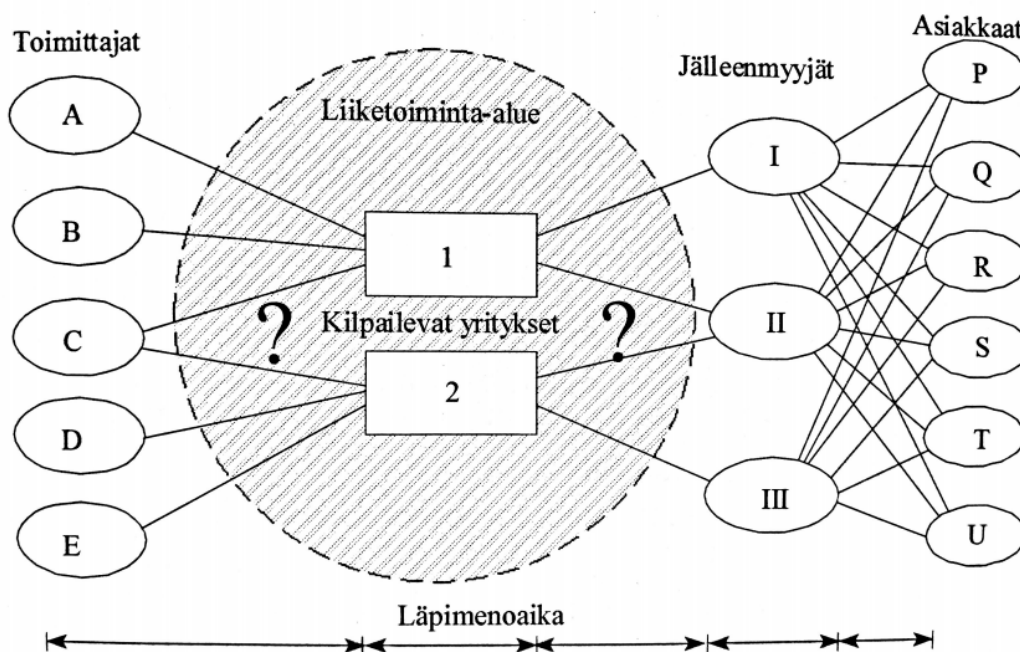 Toimittajat
A
B
C
D
E
Liiketoiminta-alue
1
? Kilpailevat yritykset ?
2
Jälleenmyyjät
I
II
III
Asiakkaat
P
Q
R
S
T
U
Läpimenoaika